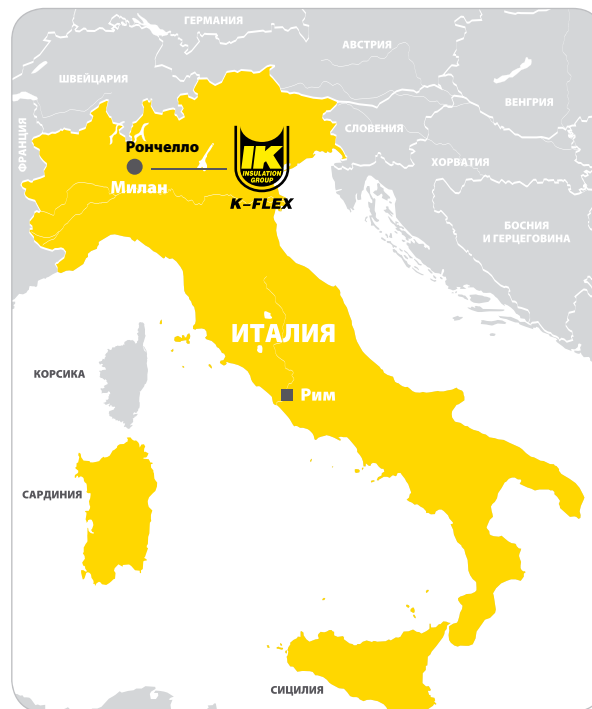 ГЕРМАНИЯ
АВСТРИЯ
ШВЕЙЦАРИЯ
ВЕНГРИЯ
ФРАНЦИЯ
СЛОВЕНИЯ
Рончелло
ХОРВАТИЯ
IK
INSULATION
GROUP
K-FLEX
Милан
БОСНИЯ
И ГЕРЦЕГОВИНА
ИТАЛИЯ
КОРСИКА
Рим
САРДИНИЯ
СИЦИЛИЯ